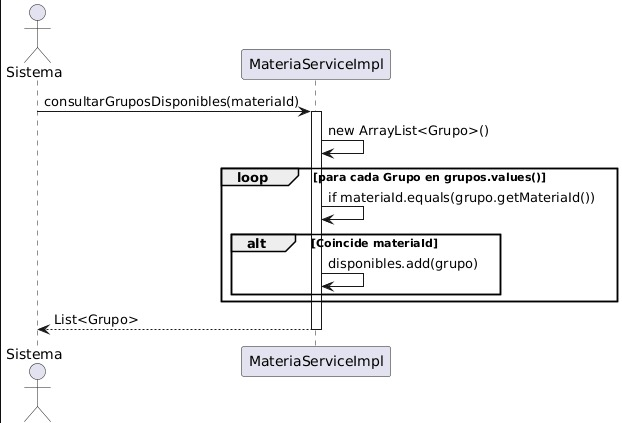 Sistema
MateriaServiceImpl
consultarGruposDisponibles(materiaId)
new ArrayList<Grupo>()
loop [para cada Grupo en grupos.values()]
if materiaId.equals(grupo.getMateriaId())
alt [Coincide materiaId]
disponibles.add(grupo)
List<Grupo>
Sistema
MateriaServiceImpl